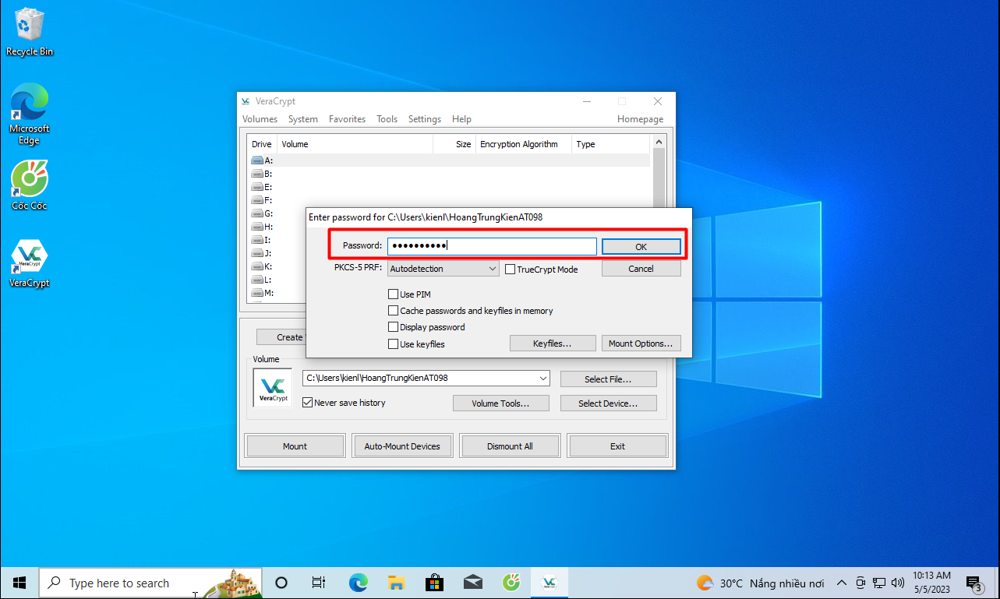 Recycle Bin
Microsoft
Edge
Cốc Cốc
VeraCrypt
VeraCrypt
Volumes System Favorites Tools Settings Help Homepage
Drive Volume Size Encryption Algorithm Type
A:
B:
E:
F:
G:
H:
I:
J:
K:
L:
M:
Enter password for C:\Users\kienl\HoangTrungKienAT098
Password: ●●●●●●●●●● OK
PKCS-5 PRF: Autodetection TrueCrypt Mode Cancel
Use PIM
Cache passwords and keyfiles in memory
Display password
Use keyfiles Keyfiles... Mount Options...
Create
Volume
VeraCrypt
C:\Users\kienl\HoangTrungKienAT098 Select File...
Never save history Volume Tools... Select Device...
Mount Auto-Mount Devices Dismount All Exit
Type here to search
VeraCrypt
30°C Nắng nhiều nơi
10:13 AM
5/5/2023
3